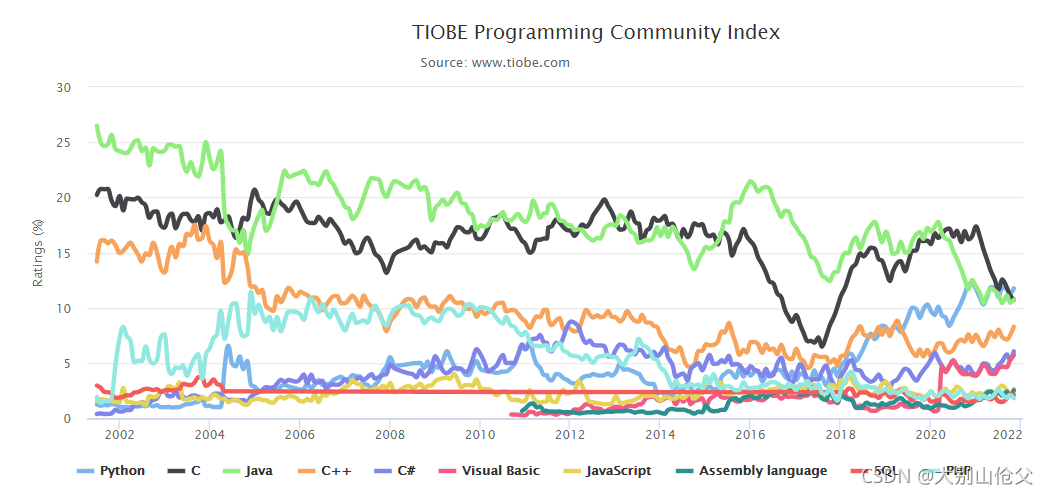 TIOBE Programming Community Index
Source: www.tiobe.com
Ratings (%)
30
25
20
15
10
5
0
2002 2004 2006 2008 2010 2012 2014 2016 2018 2020 2022
Python C Java C++ C# Visual Basic JavaScript Assembly language SQL PHP
CSDN @大别山伧父